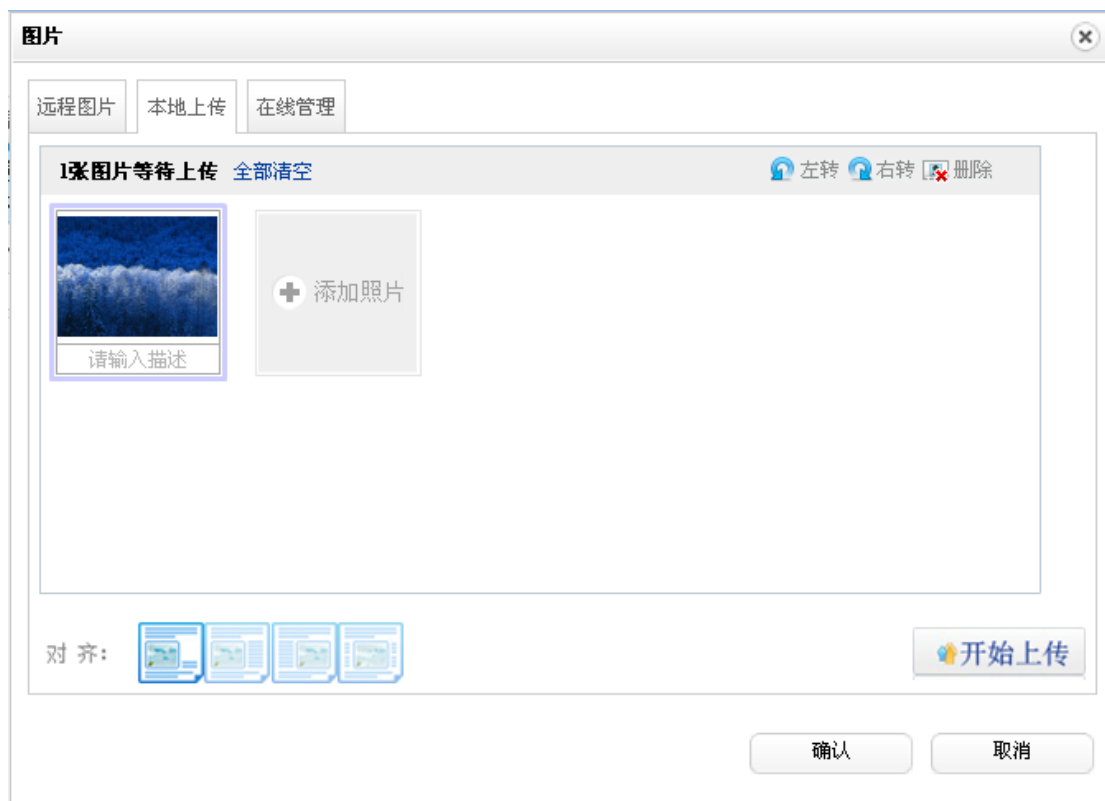 图片
远程图片 本地上传 在线管理
1张图片等待上传 全部清空 左转 右转 删除
添加照片
请输入描述
对 齐：
开始上传
确认 取消